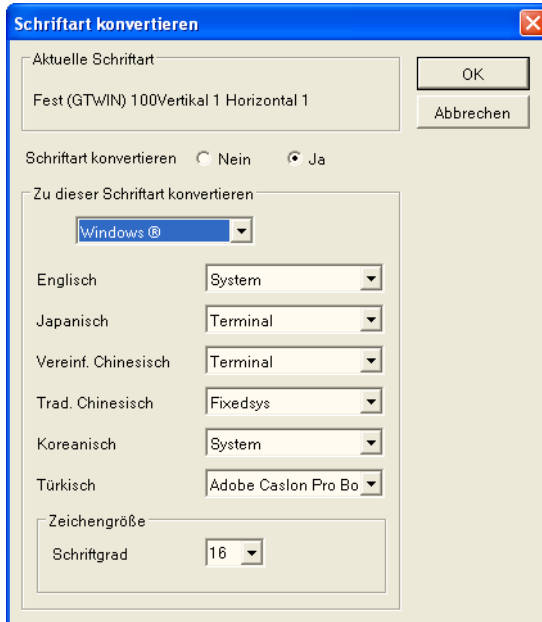 Schriftart konvertieren
Aktuelle Schriftart
Fest (GTWIN) 100Vertikal 1 Horizontal 1
OK
Abbrechen
Schriftart konvertieren Nein Ja
Zu dieser Schriftart konvertieren
Windows ®
Englisch System
Japanisch Terminal
Vereinf. Chinesisch Terminal
Trad. Chinesisch Fixedsys
Koreanisch System
Türkisch Adobe Caslon Pro Bo
Zeichengröße
Schriftgrad 16